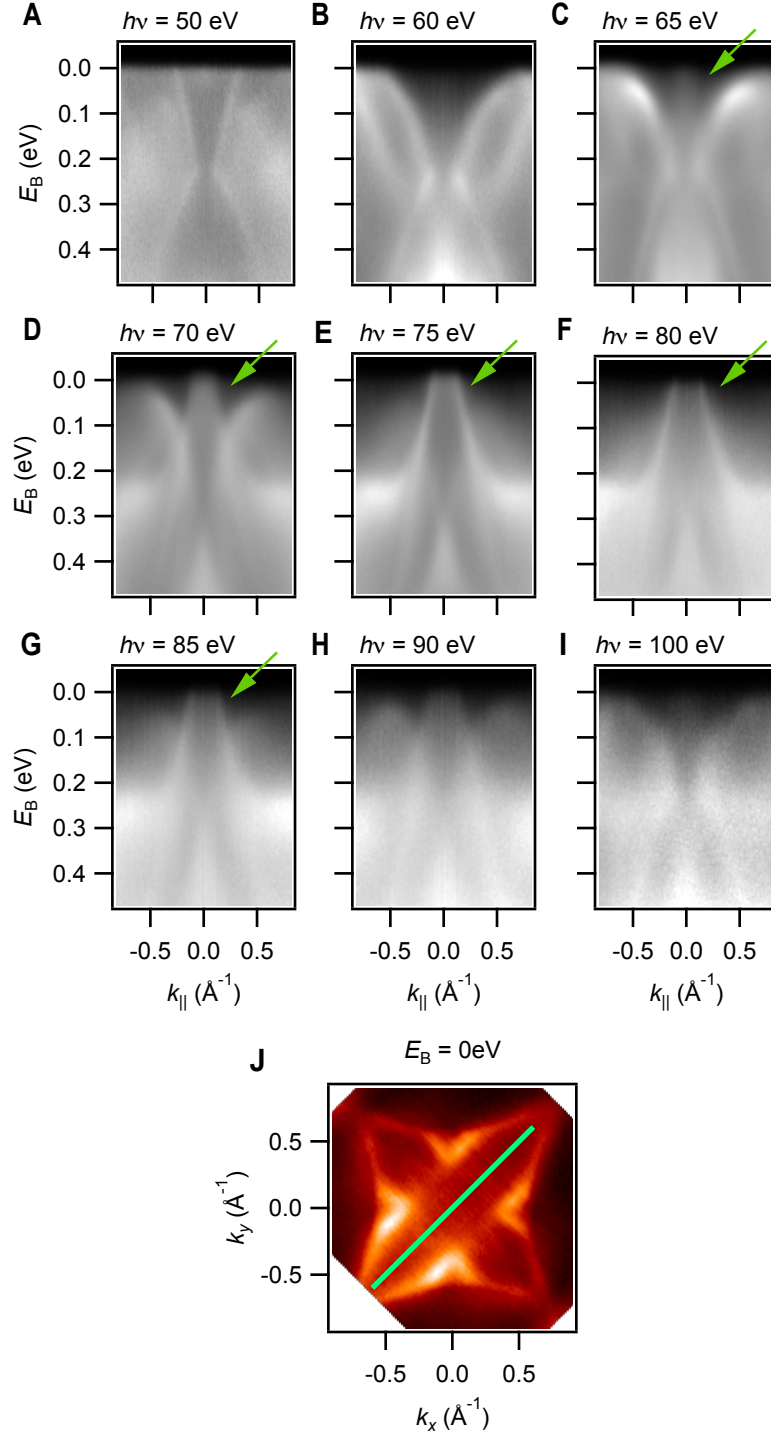 A
hν = 50 eV
B
hν = 60 eV
C
hν = 65 eV
0.0
0.1
0.2
0.3
0.4
E_B (eV)
D
hν = 70 eV
E
hν = 75 eV
F
hν = 80 eV
0.0
0.1
0.2
0.3
0.4
E_B (eV)
G
hν = 85 eV
H
hν = 90 eV
I
hν = 100 eV
0.0
0.1
0.2
0.3
0.4
E_B (eV)
-0.5 0.0 0.5
-0.5 0.0 0.5
-0.5 0.0 0.5
k_|| (Å⁻¹)
k_|| (Å⁻¹)
k_|| (Å⁻¹)
J
E_B = 0eV
0.5
0.0
-0.5
k_y (Å⁻¹)
-0.5 0.0 0.5
k_x (Å⁻¹)